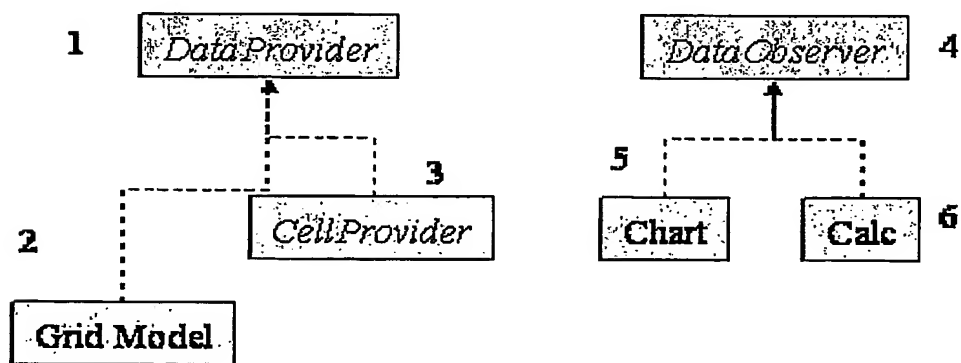 1
DataProvider
DataObserver
4
5
3
CellProvider
Chart
Calc
6
2
Grid Model